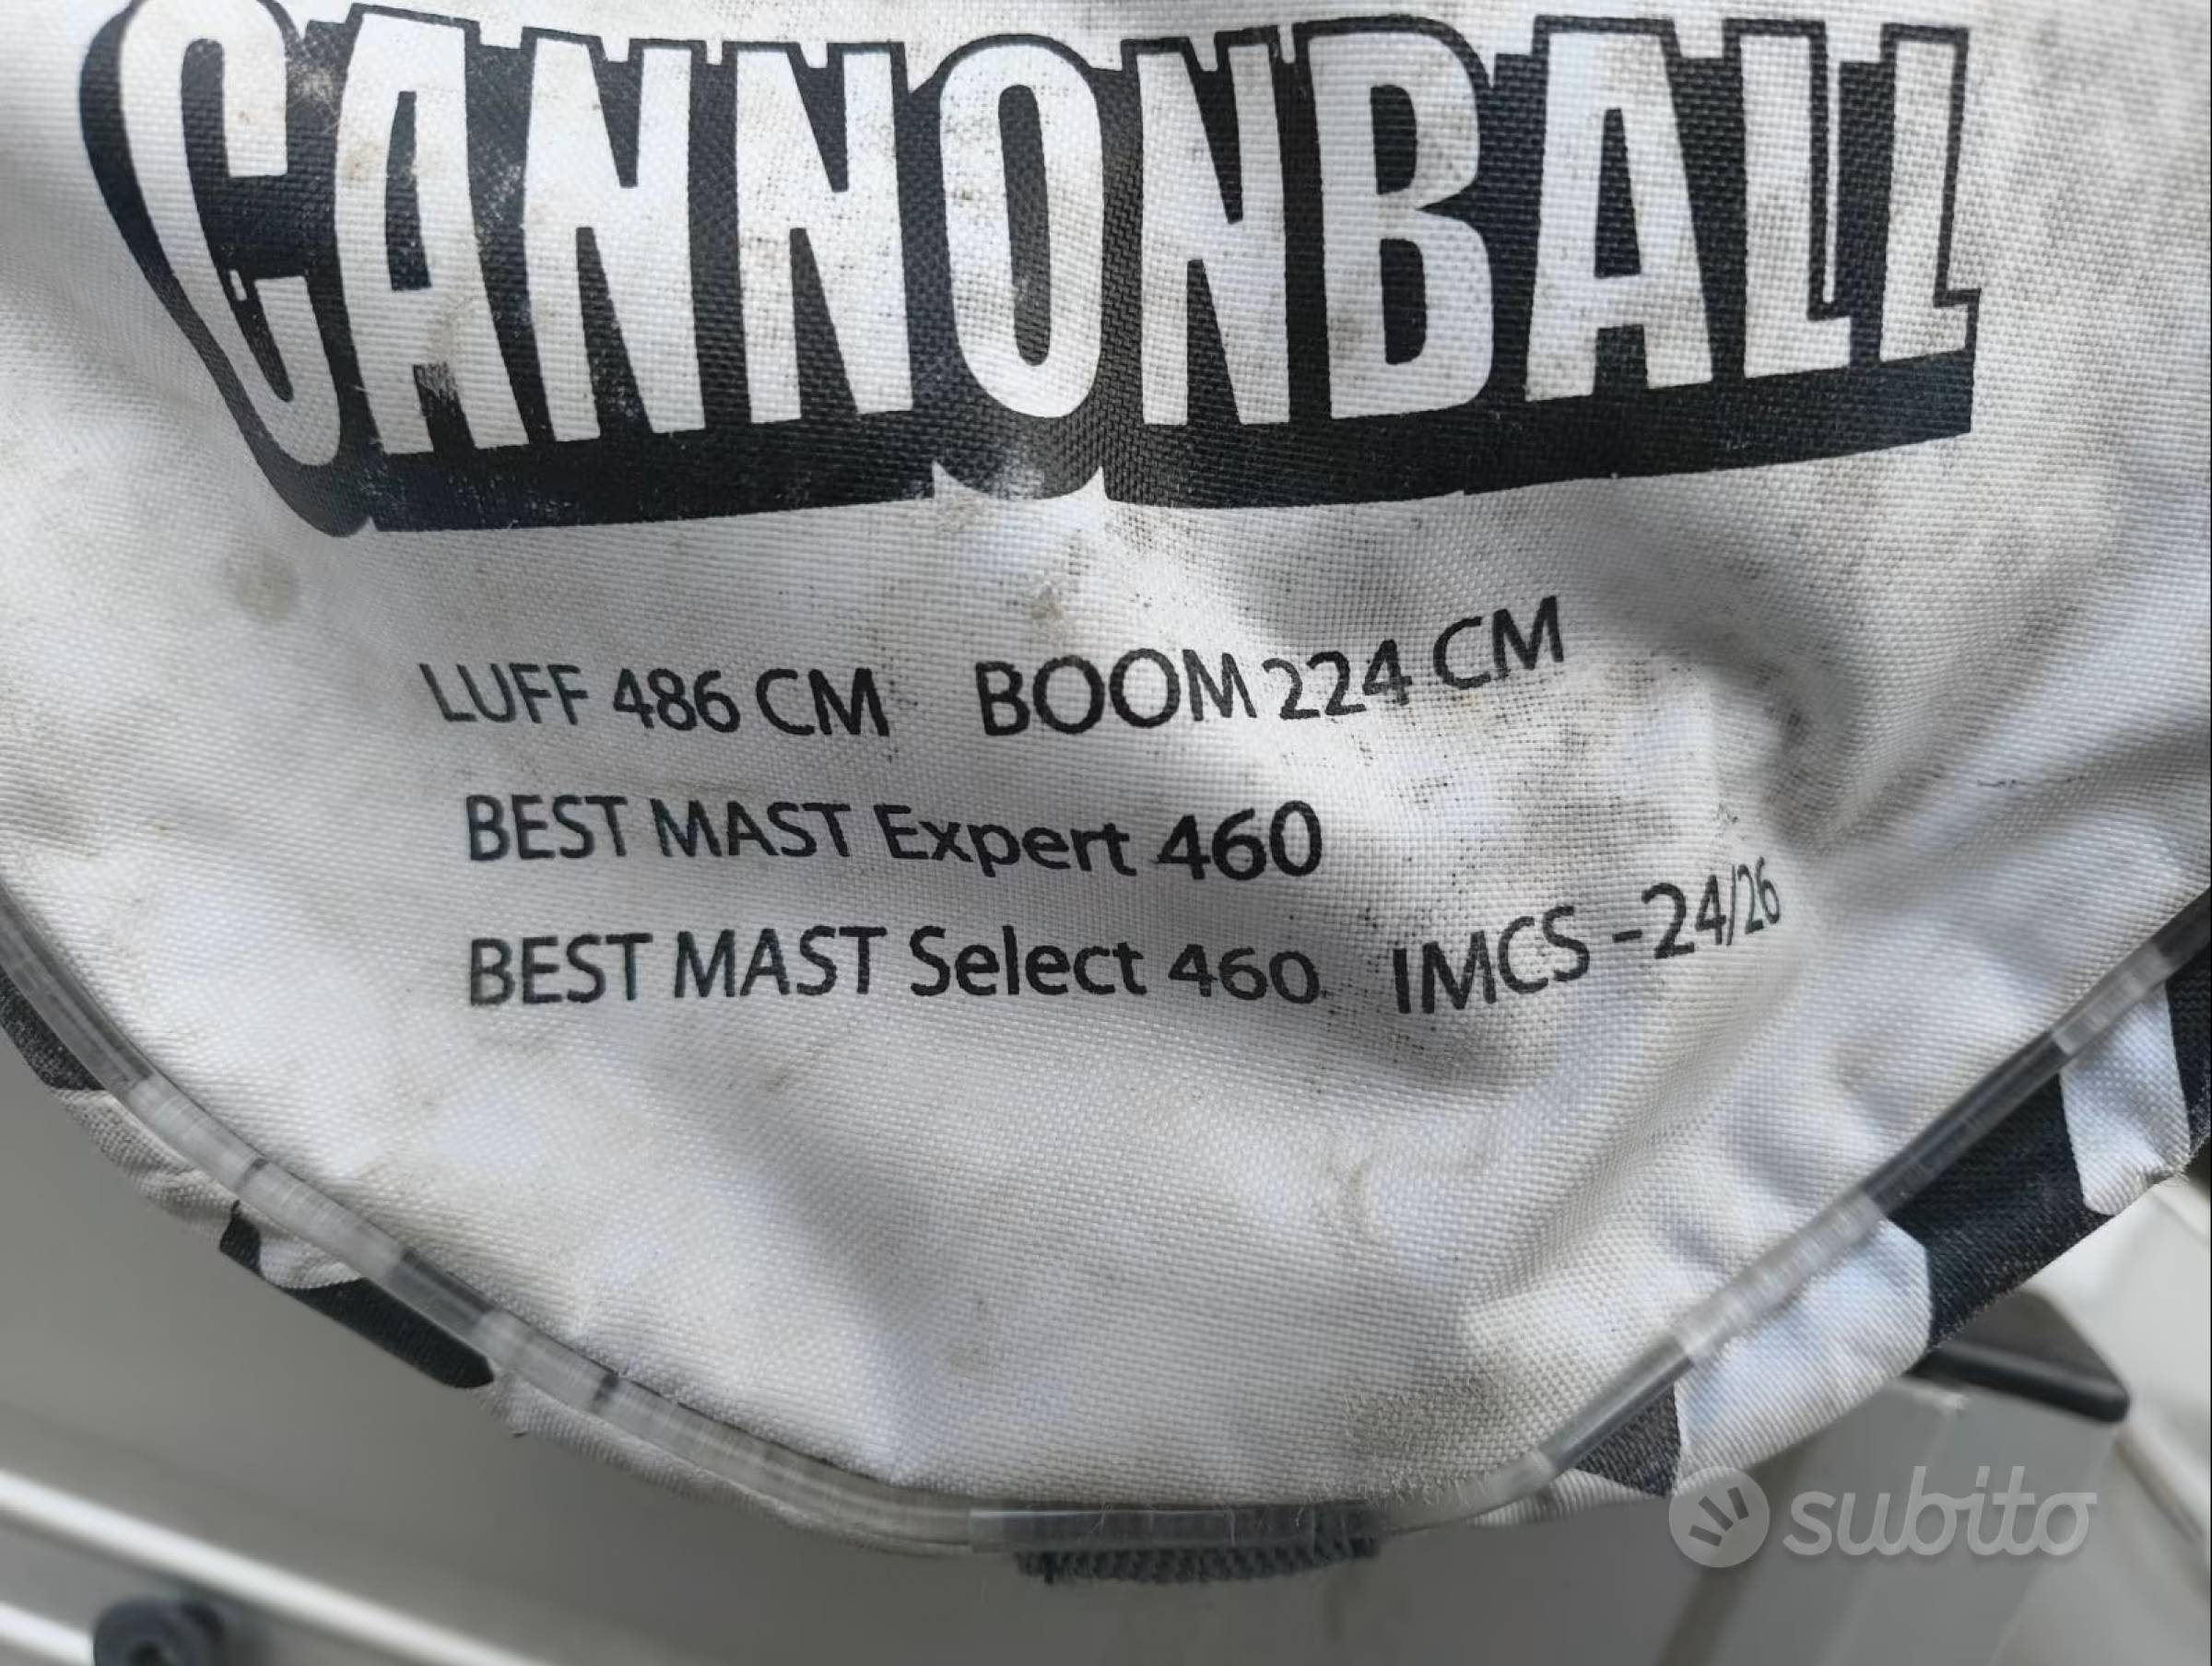 CANNONBALL
LUFF 486 CM BOOM 224 CM
BEST MAST Expert 460
BEST MAST Select 460 IMCS -24/26
subito